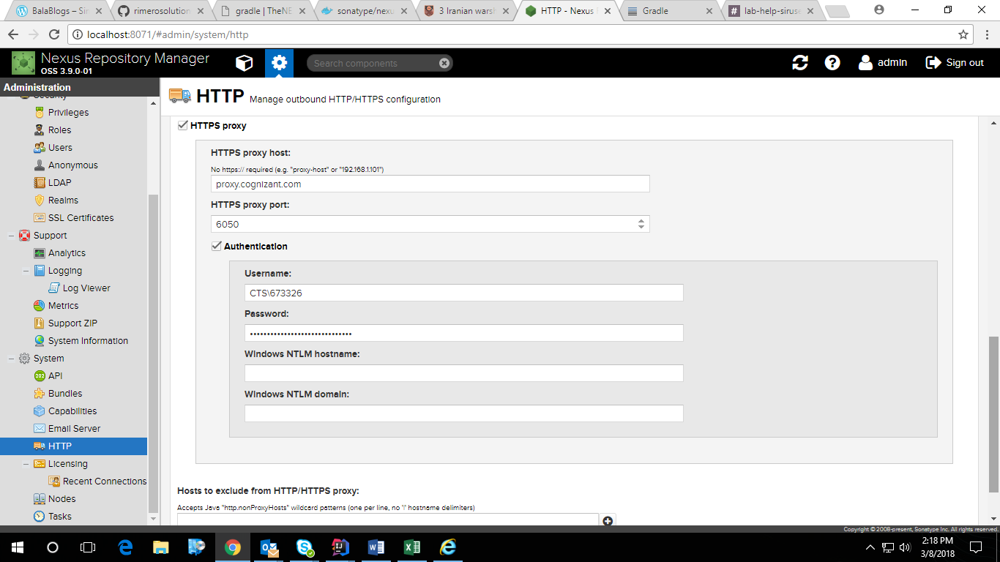 BalaBlogs – Sir
rimerosolution
gradle | TheNE
sonatype/nexu
3 Iranian warsh
HTTP - Nexus
Gradle
lab-help-siruse
localhost:8071/#admin/system/http
Nexus Repository Manager
OSS 3.9.0-01
Search components
admin
Sign out
Administration
HTTP Manage outbound HTTP/HTTPS configuration
Security
Privileges
Roles
Users
Anonymous
LDAP
Realms
SSL Certificates
Support
Analytics
Logging
Log Viewer
Metrics
Support ZIP
System Information
System
API
Bundles
Capabilities
Email Server
HTTP
Licensing
Recent Connections
Nodes
Tasks
HTTPS proxy
HTTPS proxy host:
No https:// required (e.g. "proxy-host" or "192.168.1.101")
proxy.cognizant.com
HTTPS proxy port:
6050
Authentication
Username:
CTS\673326
Password:
••••••••••••••••••••••••••••••
Windows NTLM hostname:
Windows NTLM domain:
Hosts to exclude from HTTP/HTTPS proxy:
Accepts Java "http.nonProxyHosts" wildcard patterns (one per line, no '|' hostname delimiters)
Copyright © 2008-present, Sonatype Inc. All rights reserved.
2:18 PM
3/8/2018